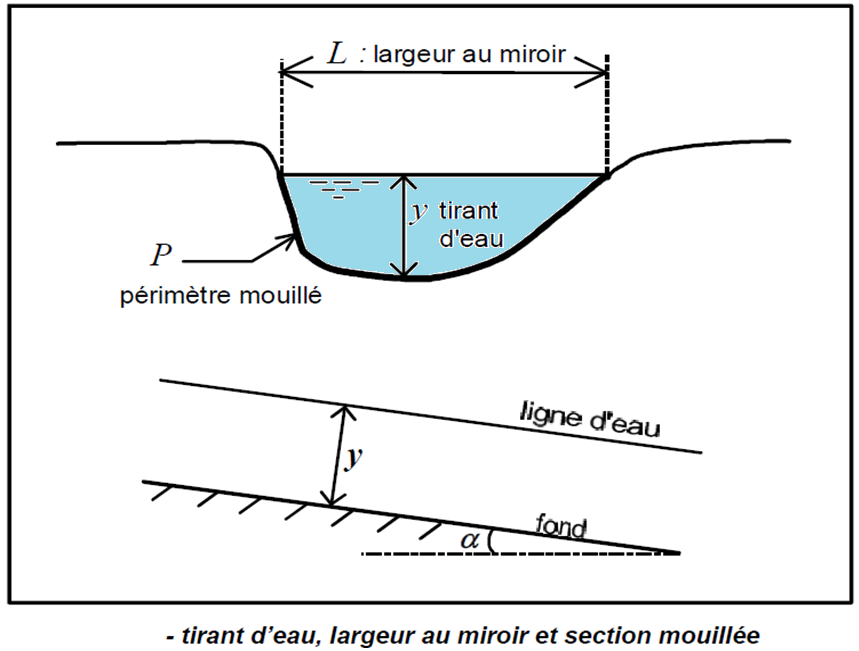 L : largeur au miroir
y tirant
d'eau
P
périmètre mouillé
ligne d'eau
y
fond
α
- tirant d'eau, largeur au miroir et section mouillée